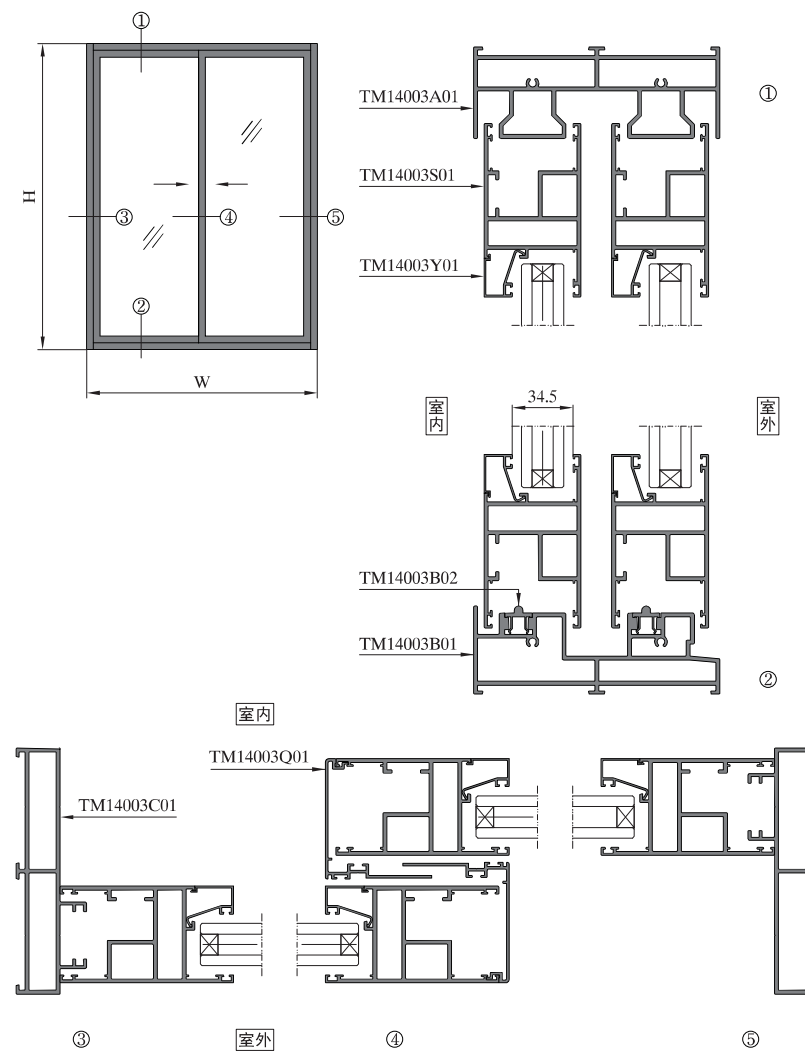 ①
H
③
④
⑤
②
W
TM14003A01
①
TM14003S01
TM14003Y01
室内
34.5
室外
TM14003B02
TM14003B01
②
室内
TM14003Q01
TM14003C01
③
室外
④
⑤